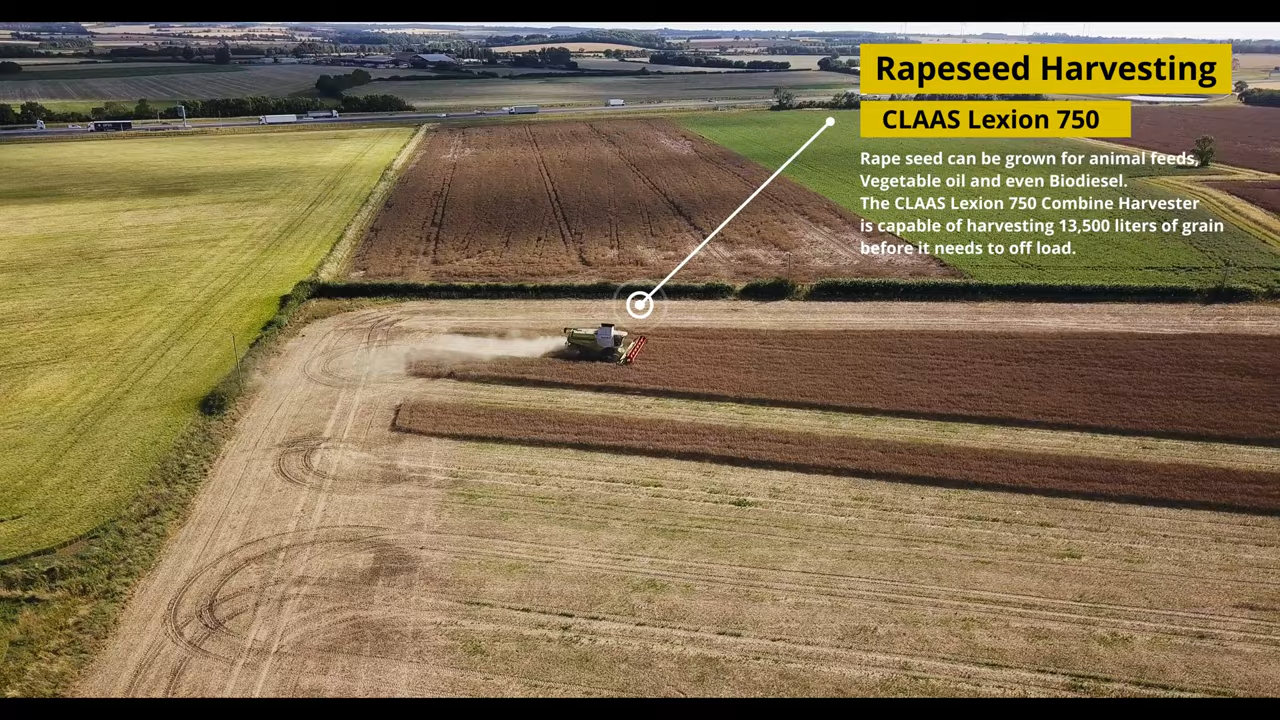 Rapeseed Harvesting
CLAAS Lexion 750
Rape seed can be grown for animal feeds,
Vegetable oil and even Biodiesel.
The CLAAS Lexion 750 Combine Harvester
is capable of harvesting 13,500 liters of grain
before it needs to off load.